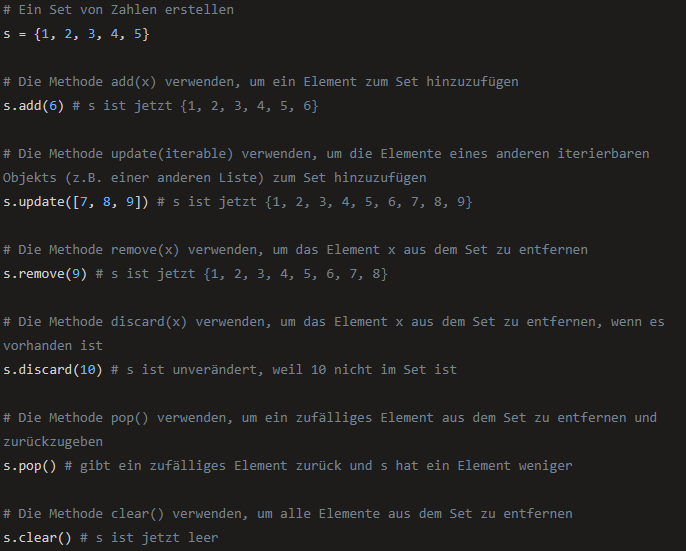 # Ein Set von Zahlen erstellen
s = {1, 2, 3, 4, 5}
# Die Methode add(x) verwenden, um ein Element zum Set hinzuzufügen
s.add(6) # s ist jetzt {1, 2, 3, 4, 5, 6}
# Die Methode update(iterable) verwenden, um die Elemente eines anderen iterierbaren
Objekts (z.B. einer anderen Liste) zum Set hinzuzufügen
s.update([7, 8, 9]) # s ist jetzt {1, 2, 3, 4, 5, 6, 7, 8, 9}
# Die Methode remove(x) verwenden, um das Element x aus dem Set zu entfernen
s.remove(9) # s ist jetzt {1, 2, 3, 4, 5, 6, 7, 8}
# Die Methode discard(x) verwenden, um das Element x aus dem Set zu entfernen, wenn es
vorhanden ist
s.discard(10) # s ist unverändert, weil 10 nicht im Set ist
# Die Methode pop() verwenden, um ein zufälliges Element aus dem Set zu entfernen und
zurückzugeben
s.pop() # gibt ein zufälliges Element zurück und s hat ein Element weniger
# Die Methode clear() verwenden, um alle Elemente aus dem Set zu entfernen
s.clear() # s ist jetzt leer